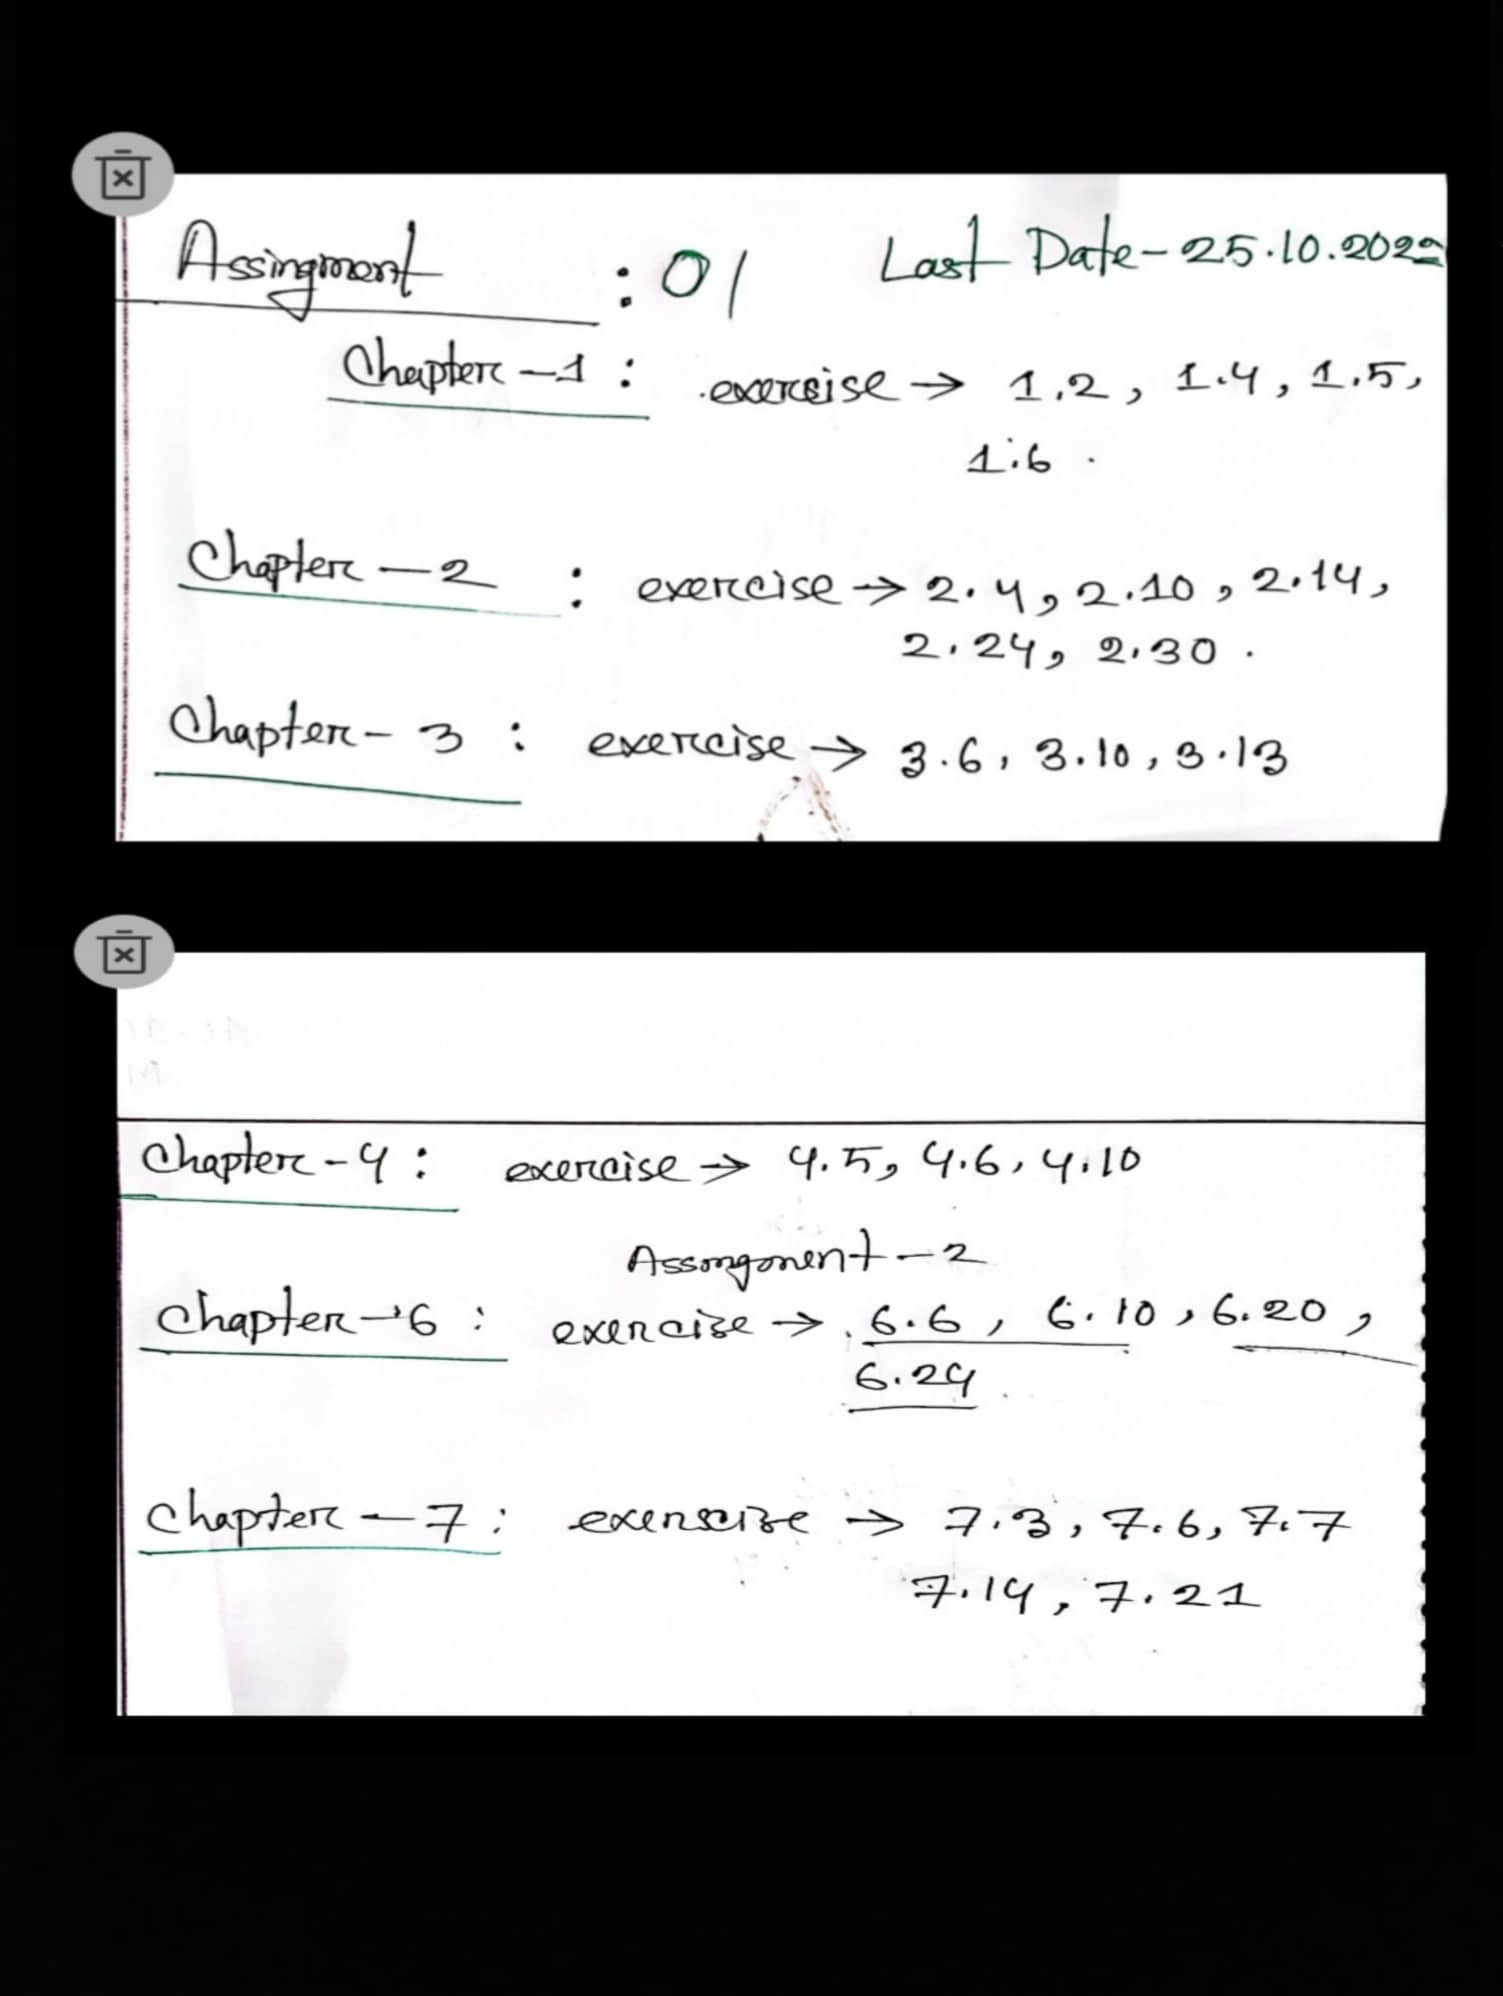 Assingment : 01 Last Date - 25.10.2022
Chapter - 1 : exercise → 1.2, 1.4, 1.5,
1.6 .
Chapter - 2 : exercise → 2.4, 2.10, 2.14,
2.24, 2.30 .
Chapter - 3 : exercise → 3.6, 3.10, 3.13
Chapter - 4 : exercise → 4.5, 4.6, 4.10
Assongonent - 2
Chapter - 6 : exercise → 6.6, 6.10, 6.20,
6.24
Chapter - 7 : exerscize → 7.3, 7.6, 7.7
7.14, 7.21